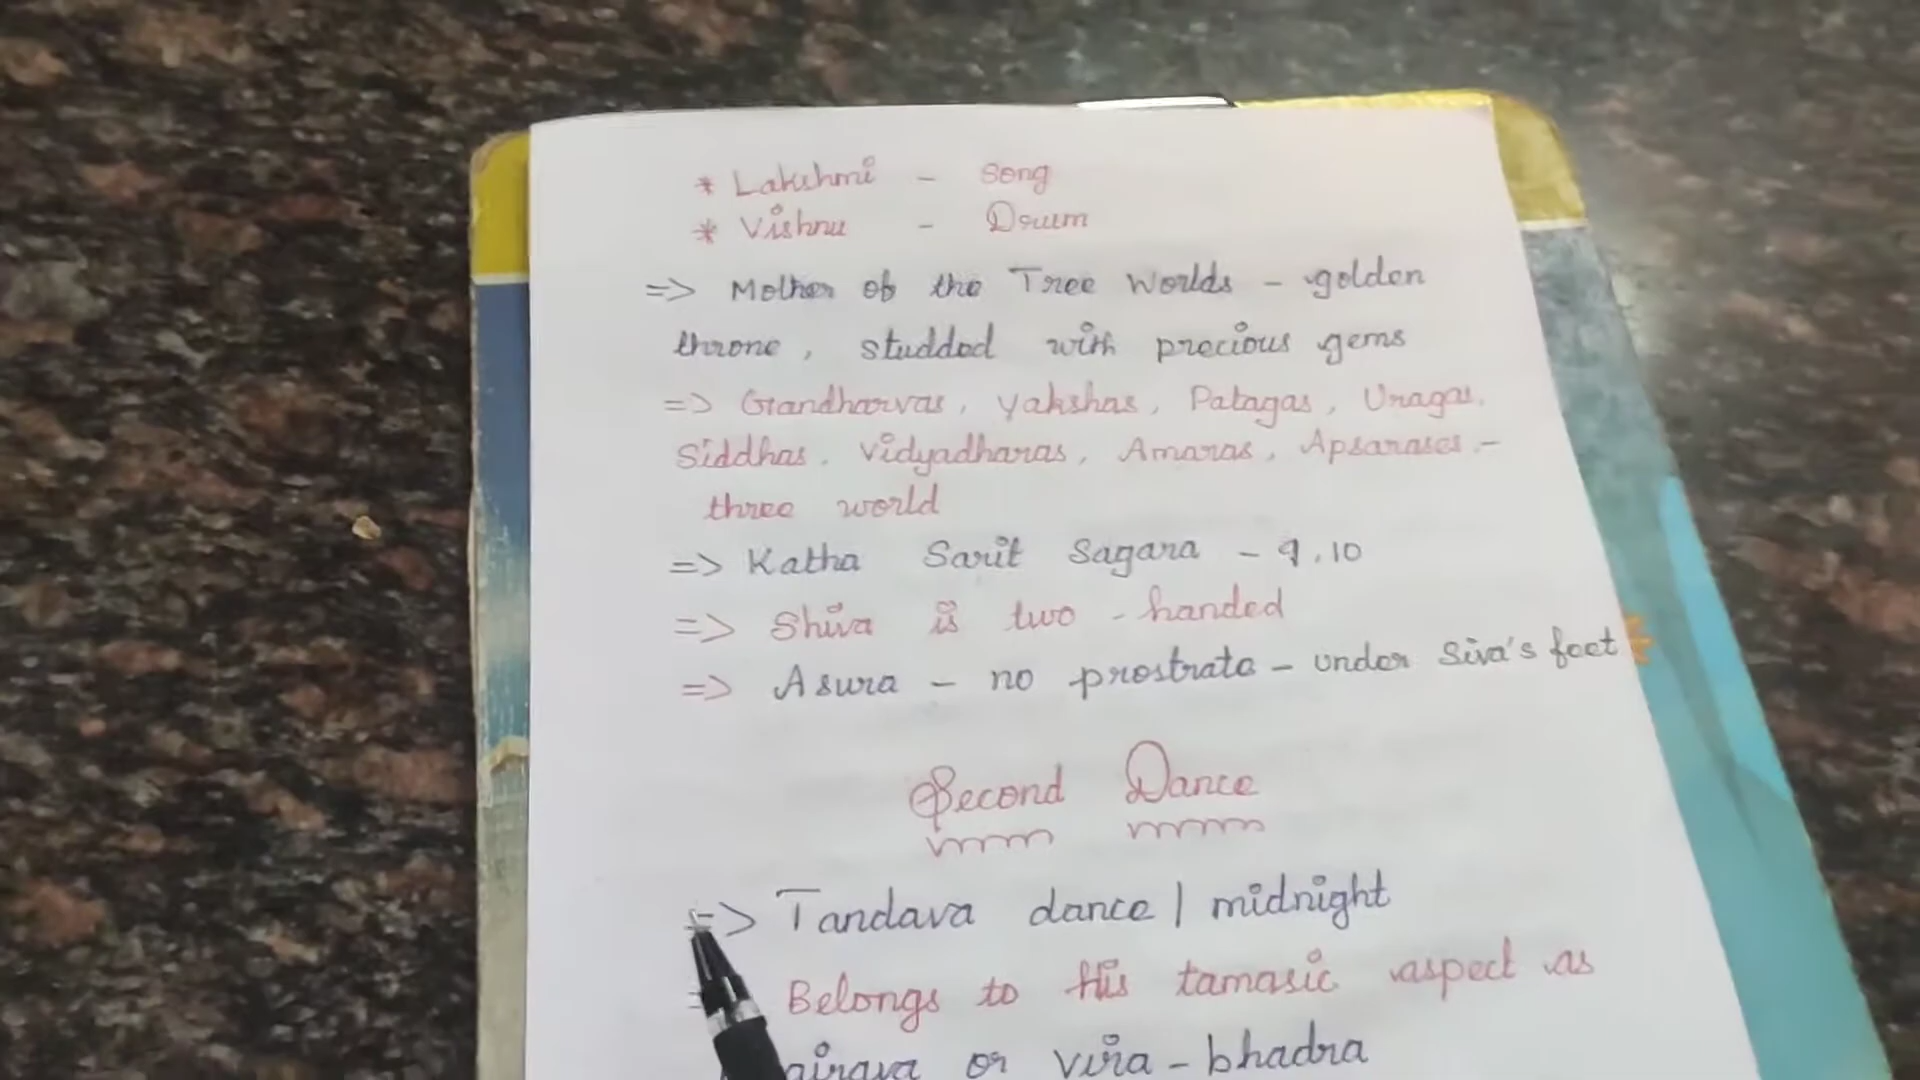 * Lakshmi - Song
* Vishnu - Drum
=> Mother of the Tree Worlds - golden
throne, studded with precious gems
=> Gandharvas, Yakshas, Patagas, Uragas,
Siddhas, Vidyadharas, Amaras, Apsarases -
three world
=> Katha Sarit Sagara - 9.10
=> Shiva is two-handed
=> Asura - no prostrate - under Siva's feet
Second Dance
=> Tandava dance | midnight
Belongs to his tamasic aspect as
or Vira-bhadra